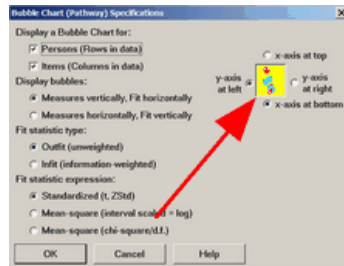 Bubble Chart (Pathway) Specifications
Display a Bubble Chart for:
Persons (Rows in data)
Items (Columns in data)
Display bubbles:
Measures vertically, Fit horizontally
Measures horizontally, Fit vertically
Fit statistic type:
Outfit (unweighted)
Infit (information-weighted)
Fit statistic expression:
Standardized (t, ZStd)
Mean-square (interval scaled = log)
Mean-square (chi-square/d.f.)
x-axis at top
y-axis at left
y-axis at right
x-axis at bottom
OK Cancel Help